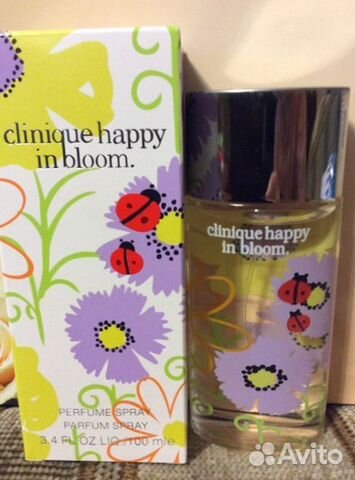 clinique happy
in bloom.
PERFUME SPRAY
PARFUM SPRAY
3.4 FL.OZ.LIQ./100 ml e
clinique happy
in bloom.
Avito